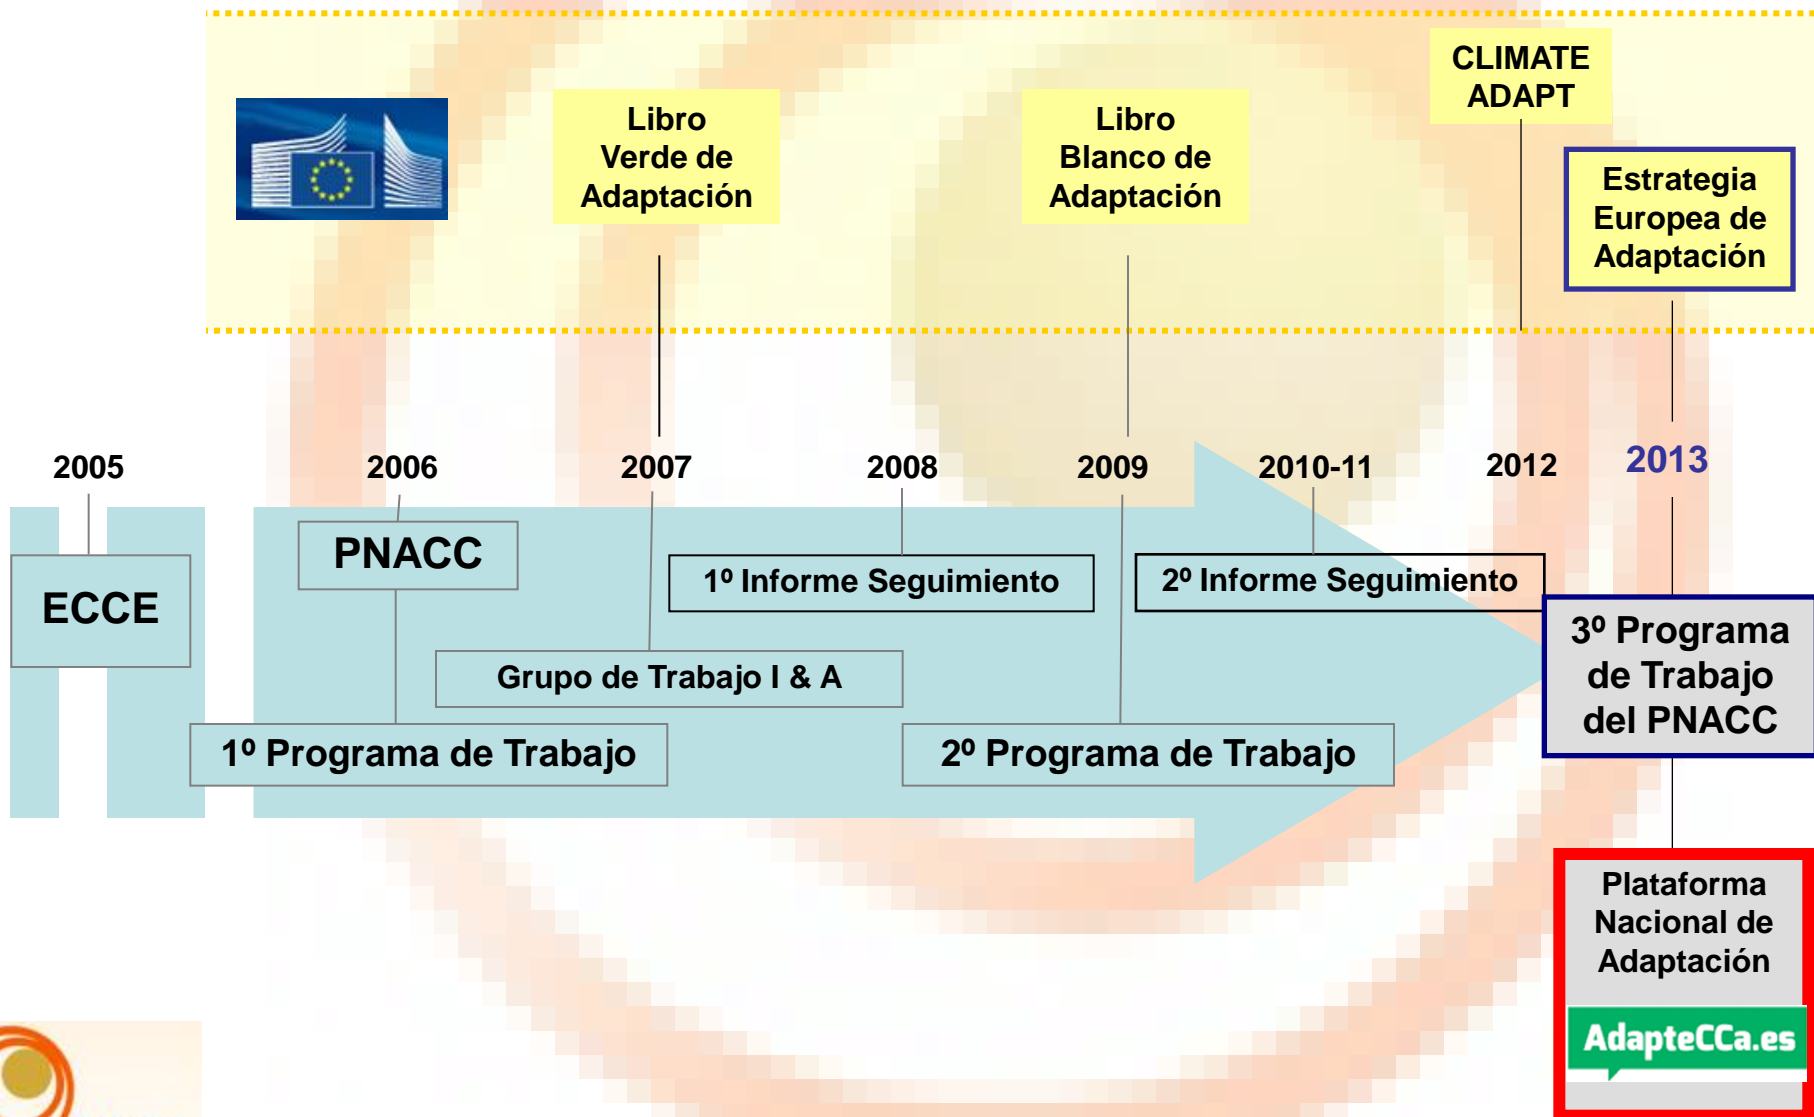 CLIMATE
ADAPT
Libro
Verde de
Adaptación
Libro
Blanco de
Adaptación
Estrategia
Europea de
Adaptación
2005
2006
2007
2008
2009
2010-11
2012
2013
ECCE
PNACC
1º Informe Seguimiento
2º Informe Seguimiento
Grupo de Trabajo I & A
1º Programa de Trabajo
2º Programa de Trabajo
3º Programa
de Trabajo
del PNACC
Plataforma
Nacional de
Adaptación
AdapteCCa.es